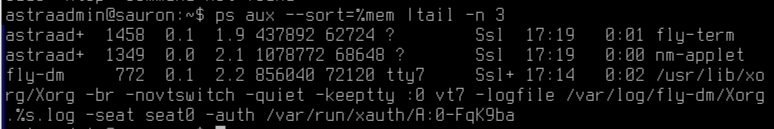 astraadmin@sauron:~$ ps aux --sort=%mem |tail -n 3
astraad+  1458  0.1  1.9 437892 62724 ?        Ssl  17:19   0:01 fly-term
astraad+  1349  0.0  2.1 1078772 68648 ?       Ssl  17:19   0:00 nm-applet
fly-dm     772  0.1  2.2 856040 72120 tty7     Ssl+ 17:14   0:02 /usr/lib/xo
rg/Xorg -br -novtswitch -quiet -keeptty :0 vt7 -logfile /var/log/fly-dm/Xorg
.%s.log -seat seat0 -auth /var/run/xauth/A:0-FqK9ba